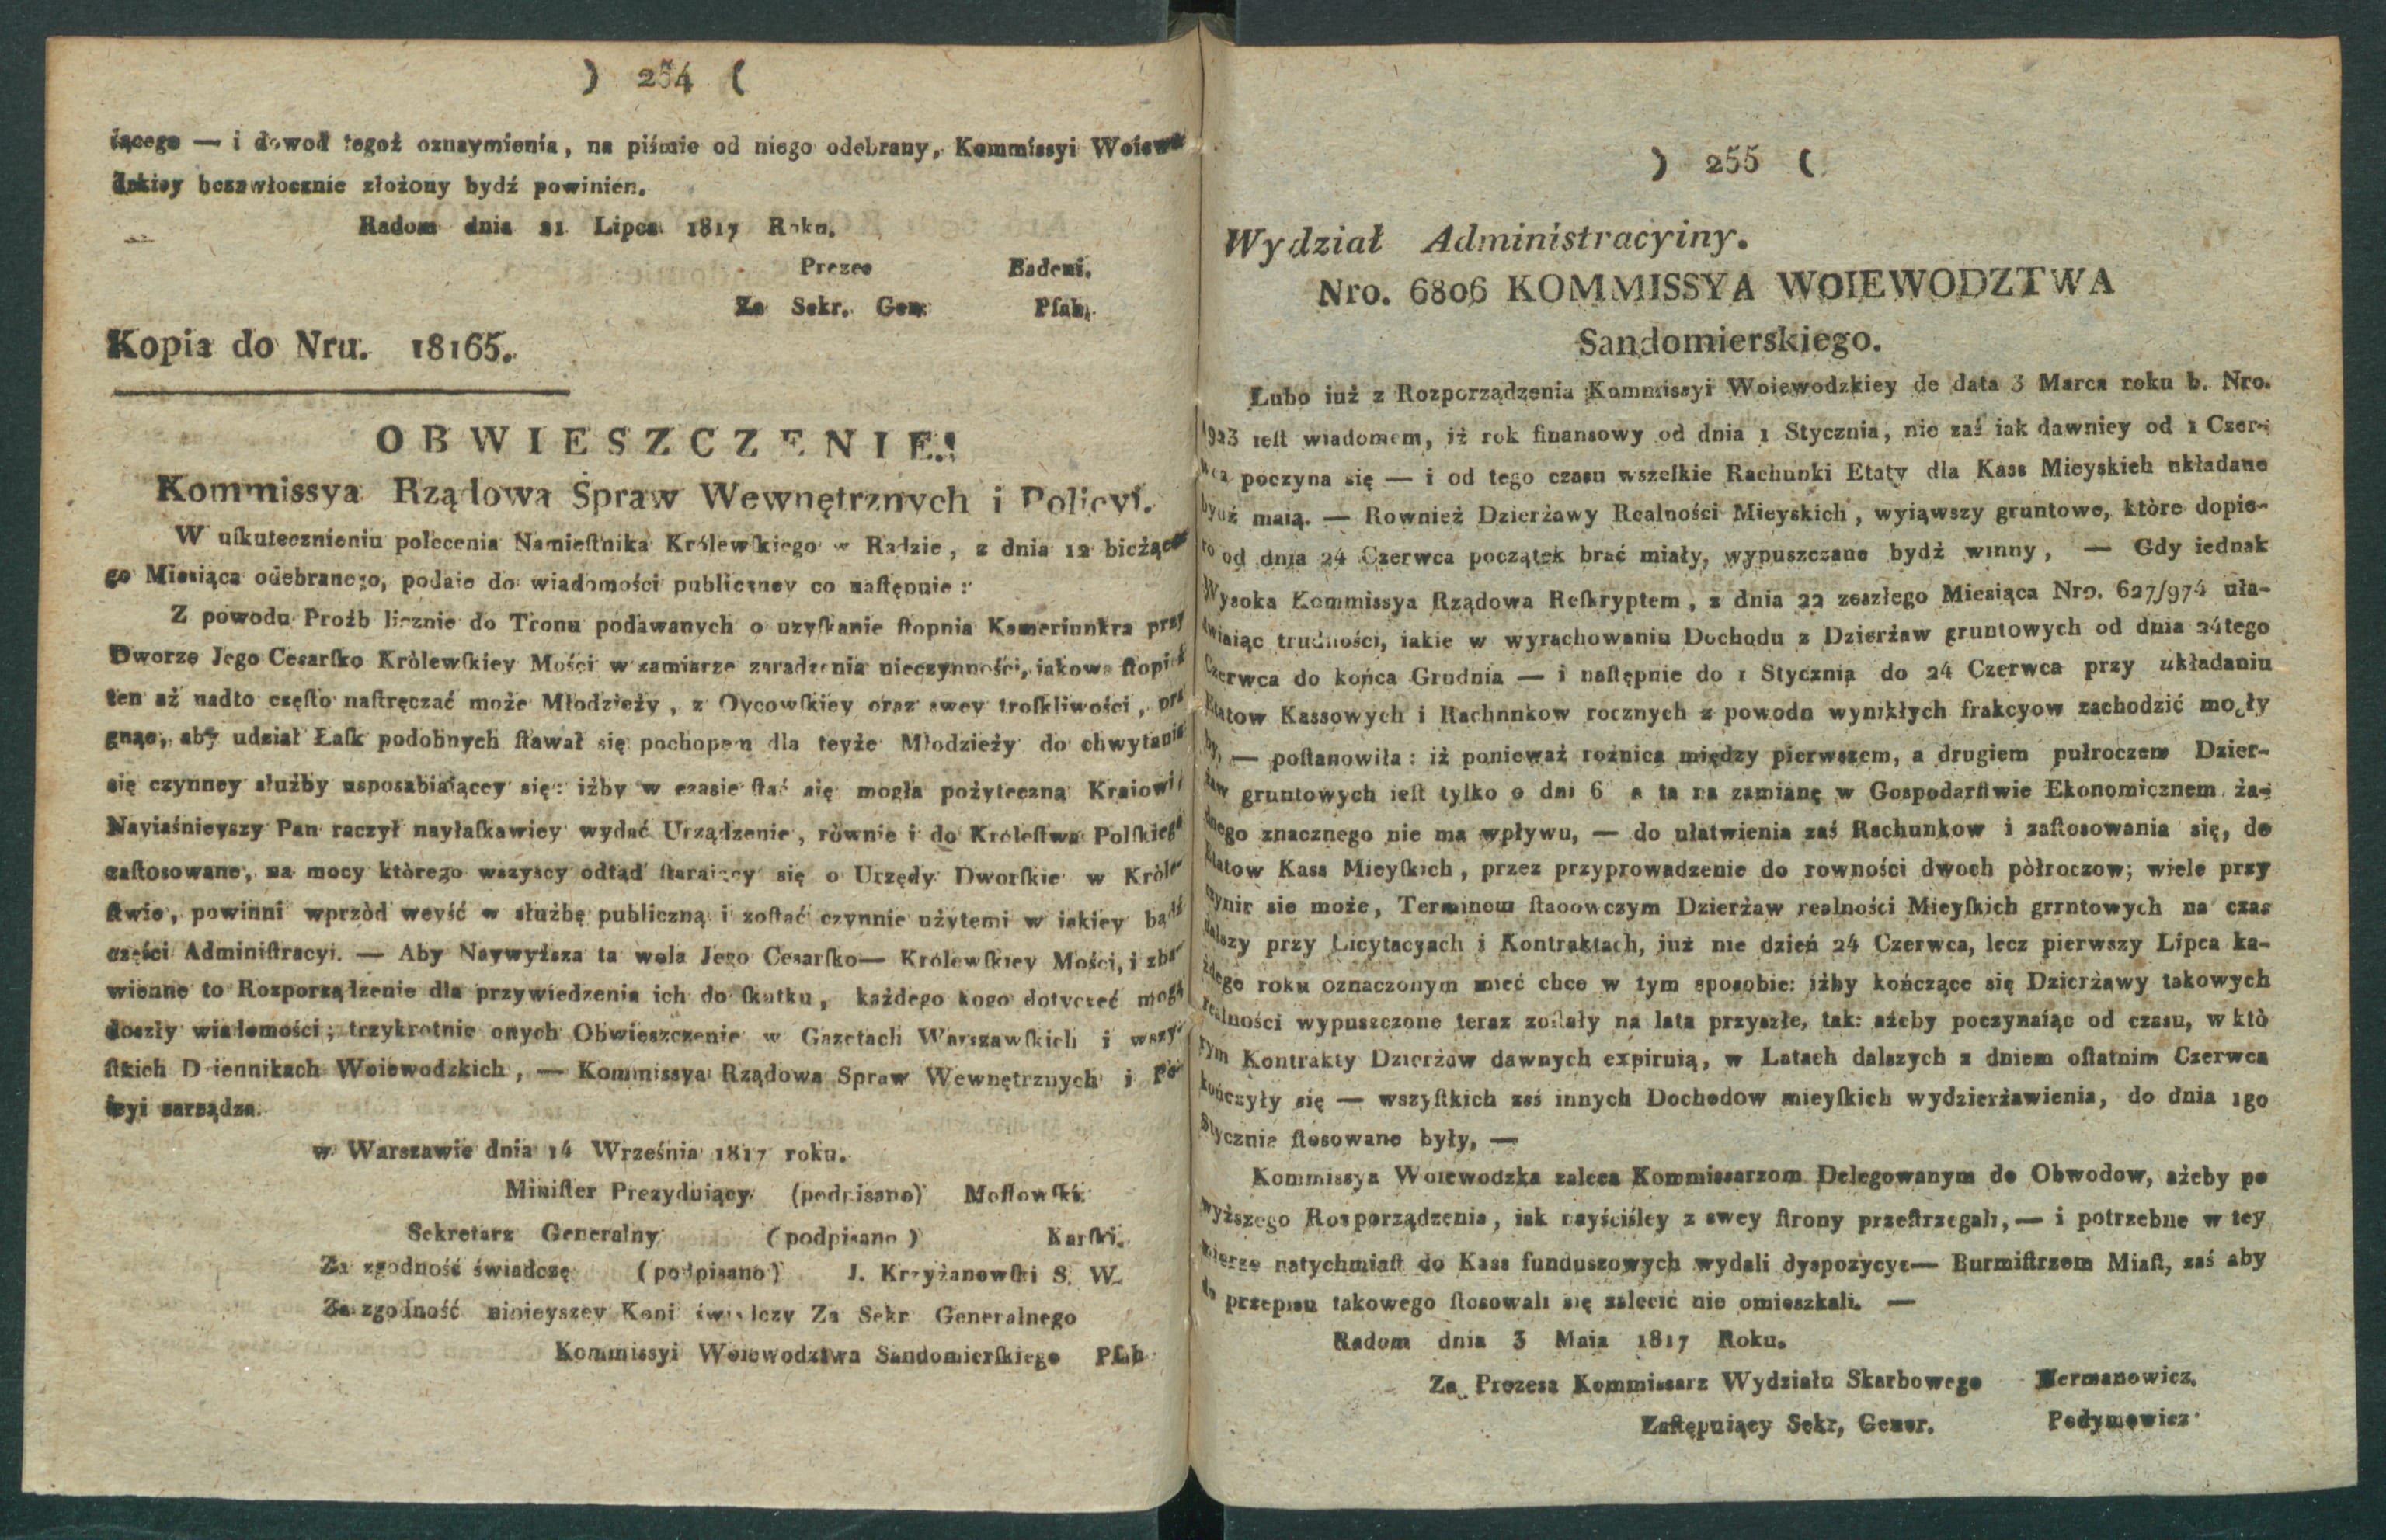 ) 254 (
iącego — i dowod tegoż oznaymienia, na piśmie od niego odebrany, Kommissyi Woiewo
dzkiey bezzwłocznie złożony bydź powinien.
Radom dnia 21 Lipca 1817 Roku.
Prezes Badeni.
Za Sekr. Gen. Pſab.
Kopia do Nru. 18165.
OBWIESZCZENIE.!
Kommissya Rządowa Spraw Wewnętrznych i Policyi.
W uſkutecznieniu polecenia Namieſtnika Królewſkiego w Radzie, z dnia 12 bieżące
go Miesiąca odebranego, podaie do wiadomości publiczney co naſtępuie:
Z powodu Proźb licznie do Tronu podawanych o uzyſkanie ſtopnia Kameriunkra przy
Dworze Jego Cesarſko Królewſkiey Mości w zamiarze zaradzenia nieczynności, iakową ſtopień
ten aż nadto częſto naſtręczać może Młodzieży, z Oycowſkiey oraz swey troſkliwości, pra
gnąc, aby udział Łaſk podobnych ſtawał się pochopem dla teyże Młodzieży do chwytania
się czynney służby usposabiaiącey się: iżby w czasie ſtać się mogła pożyteczną Kraiowi,
Nayiaśnieyszy Pan raczył nayłaſkawiey wydać Urządzenie, równie i do Króleſtwa Polſkiego
zaſtosowane, na mocy którego wszyscy odtąd ſtaraiący się o Urzędy Dworſkie w Króle
ſtwie, powinni wprzód weyść w służbę publiczną i zoſtać czynnie użytemi w iakiey bądź
części Adminiſtracyi. — Aby Naywyższa ta wola Jego Cesarſko— Królewſkiey Mości, i zba
wienne to Rozporządzenie dla przywiedzenia ich do ſkutku, każdego kogo dotyczeć mogą
doszły wiadomości; trzykrotnie onych Obwieszczenie w Gazetach Warszawſkich i wszy
ſtkich Dziennikach Woiewodzkich, — Kommissya Rządowa Spraw Wewnętrznych i Po
licyi zarządza.
w Warszawie dnia 14 Września 1817 roku.
Miniſter Prezyduiący (podpisano) Moſtowſki.
Sekretarz Generalny (podpisano) Karſki.
Za zgodność świadczę (podpisano) J. Krzyżanowſki S. W.
Za zgodność ninieyszey Kopi świadczy Za Sekr Generalnego
Kommissyi Woiewodztwa Sandomierſkiego Pſab
) 255 (
Wydział Administracyiny.
Nro. 6806 KOMMISSYA WOIEWODZTWA
Sandomierskiego.
Lubo iuż z Rozporządzenia Kommissyi Woiewodzkiey de data 3 Marca roku b. Nro.
1923 ieſt wiadomem, iż rok finansowy od dnia 1 Stycznia, nie zaś iak dawniey od 1 Czer-
wca poczyna się — i od tego czasu wszelkie Rachunki Etaty dla Kass Mieyskich układane
bydź maią. — Rownież Dzierżawy Realności Mieyskich, wyiąwszy gruntowe, które dopie-
ro od dnia 24 Czerwca początek brać miały, wypuszczane bydź winny, — Gdy iednak
Wysoka Kommissya Rządowa Reſkryptem, z dnia 22 zeszłego Miesiąca Nro. 627/974 uła-
twiaiąc trudności, iakie w wyrachowaniu Dochodu z Dzierżaw gruntowych od dnia 24tego
Czerwca do końca Grudnia — i naſtępnie do 1 Stycznia do 24 Czerwca przy układaniu
Etatow Kassowych i Rachnnkow rocznych z powodu wynikłych frakcyow zachodzić mogły
by, — poſtanowiła: iż ponieważ rożnica między pierwszem, a drugiem pułroczem Dzier-
żaw gruntowych ieſt tylko o dni 6 a ta na zamianę w Gospodarſtwie Ekonomicznem ża-
dnego znacznego nie ma wpływu, — do ułatwienia zaś Rachunkow i zaſtosowania się, do
Etatow Kass Mieyſkich, przez przyprowadzenie do rowności dwoch pòłroczow; wiele przy
czynić sie może, Terminem ſtaoowczym Dzierżaw realności Mieyſkich grrntowych na czas
dalszy przy Licytacyach i Kontraktach, iuż nie dzień 24 Czerwca, lecz pierwszy Lipca ka-
żdego roku oznaczonym mieć chce w tym sposobie: iżby kończące się Dzierżawy takowych
realności wypuszczone teraz zoſtały na lata przyszłe, tak: ażeby poczynaíąc od czasu, w któ
rym Kontrakty Dzierżaw dawnych expiruią, w Latach dalszych z dniem oſtatnim Czerwca
kończyły się — wszyſtkich zaś innych Dochodow mieyſkich wydzierżawienia, do dnia 1go
Stycznia ſtosowane były, —
Kommissya Woiewodzka zaleca Kommissarzom Delegowanym do Obwodow, ażeby po
wyższego Rozporządzenia, iak nayściśley z swey ſtrony przeſtrzegali, — i potrzebne w tey
mierze natychmiaſt do Kass funduszowych wydali dyspozycye— Burmiſtrzom Miaſt, zaś aby
do przepisu takowego ſtosowali się zalecić nie omieszkali. —
Radom dnia 3 Maia 1817 Roku.
Za Prezesa Kommissarz Wydziału Skarbowego Hermanowicz.
Zaſtępuiący Sekr, Gener. Podymowicz